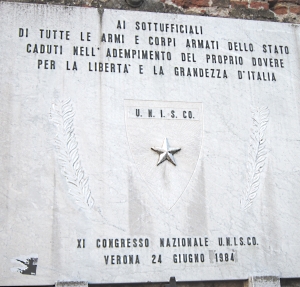 AI SOTTUFFICIALI
DI TUTTE LE ARMI E CORPI ARMATI DELLO STATO
CADUTI NELL'ADEMPIMENTO DEL PROPRIO DOVERE
PER LA LIBERTA' E LA GRANDEZZA D'ITALIA
U.N.I.S.CO.
XI CONGRESSO NAZIONALE U.N.I.S.CO.
VERONA 24 GIUGNO 1984